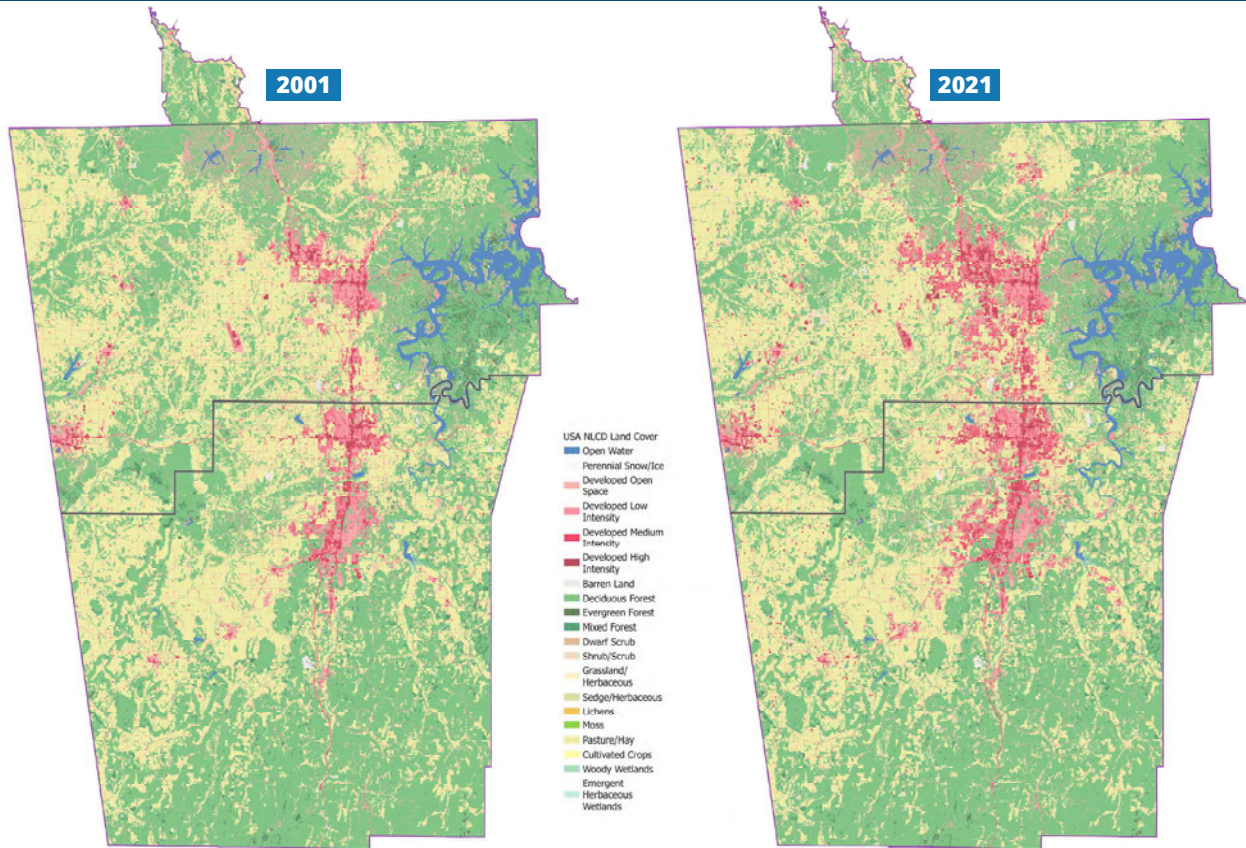 2001
2021
USA NLCD Land Cover
Open Water
Perennial Snow/Ice
Developed Open
Space
Developed Low
Intensity
Developed Medium
Intensity
Developed High
Intensity
Barren Land
Deciduous Forest
Evergreen Forest
Mixed Forest
Dwarf Scrub
Shrub/Scrub
Grassland/
Herbaceous
Sedge/Herbaceous
Lichens
Moss
Pasture/Hay
Cultivated Crops
Woody Wetlands
Emergent
Herbaceous
Wetlands